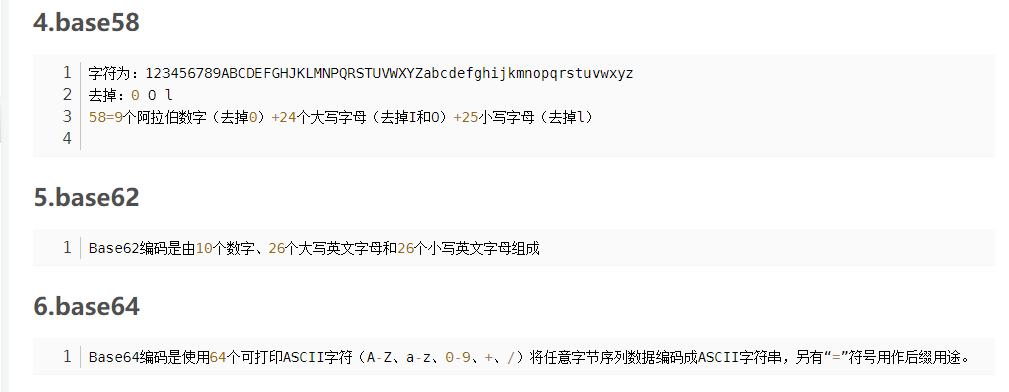 4.base58
1 字符为：123456789ABCDEFGHJKLMNPQRSTUVWXYZabcdefghijkmnopqrstuvwxyz
2 去掉：0 O l
3 58=9个阿拉伯数字（去掉0）+24个大写字母（去掉I和O）+25小写字母（去掉l）
4
5.base62
1 Base62编码是由10个数字、26个大写英文字母和26个小写英文字母组成
6.base64
1 Base64编码是使用64个可打印ASCII字符（A-Z、a-z、0-9、+、/）将任意字节序列数据编码成ASCII字符串，另有“=”符号用作后缀用途。